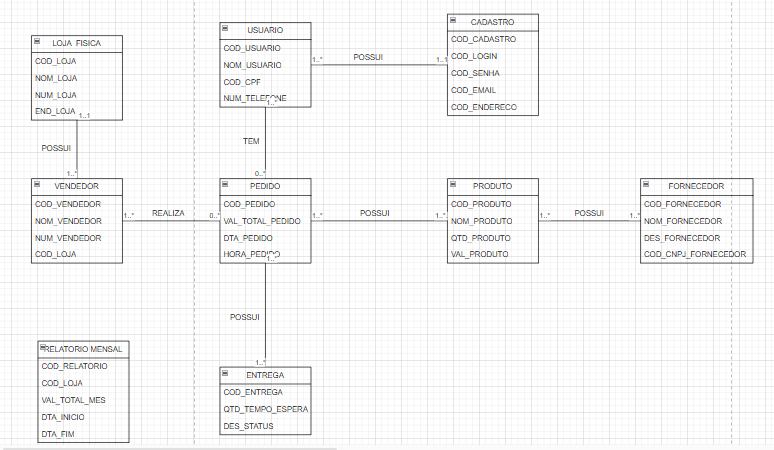 LOJA FISICA
COD_LOJA
NOM_LOJA
NUM_LOJA
END_LOJA
1..1
USUARIO
COD_USUARIO
NOM_USUARIO
COD_CPF
NUM_TELEFONE
1..*
1..*
POSSUI
1..1
CADASTRO
COD_CADASTRO
COD_LOGIN
COD_SENHA
COD_EMAIL
COD_ENDERECO
POSSUI
1..*
TEM
0..*
VENDEDOR
COD_VENDEDOR
NOM_VENDEDOR
NUM_VENDEDOR
COD_LOJA
1..*
REALIZA
0..*
PEDIDO
COD_PEDIDO
VAL_TOTAL_PEDIDO
DTA_PEDIDO
HORA_PEDIDO
1..*
1..*
POSSUI
1..*
PRODUTO
COD_PRODUTO
NOM_PRODUTO
QTD_PRODUTO
VAL_PRODUTO
1..*
POSSUI
1..*
FORNECEDOR
COD_FORNECEDOR
NOM_FORNECEDOR
DES_FORNECEDOR
COD_CNPJ_FORNECEDOR
POSSUI
1..*
RELATORIO MENSAL
COD_RELATORIO
COD_LOJA
VAL_TOTAL_MES
DTA_INICIO
DTA_FIM
ENTREGA
COD_ENTREGA
QTD_TEMPO_ESPERA
DES_STATUS